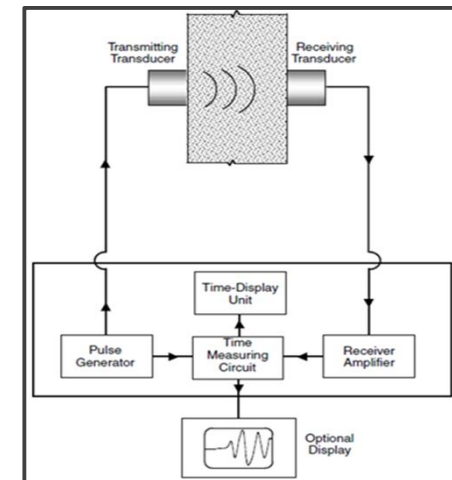 Transmitting
Transducer
Receiving
Transducer
Time-Display
Unit
Pulse
Generator
Time
Measuring
Circuit
Receiver
Amplifier
Optional
Display